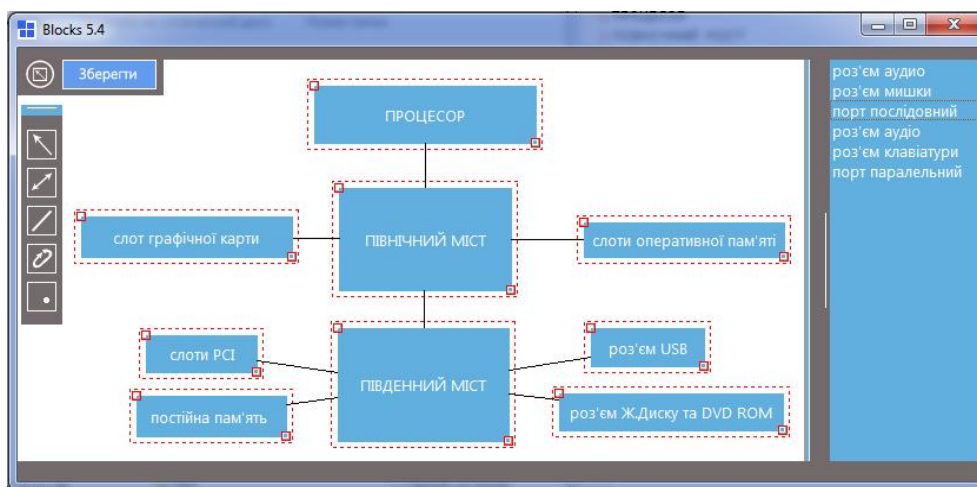 Blocks 5.4
Зберегти
ПРОЦЕСОР
слот графічної карти
ПІВНІЧНИЙ МІСТ
слоти оперативної пам'яті
слоти PCI
роз'єм USB
ПІВДЕННИЙ МІСТ
постійна пам'ять
роз'єм Ж.Диску та DVD ROM
роз'єм аудио
роз'єм мишки
порт послідовний
роз'єм аудіо
роз'єм клавіатури
порт паралельний